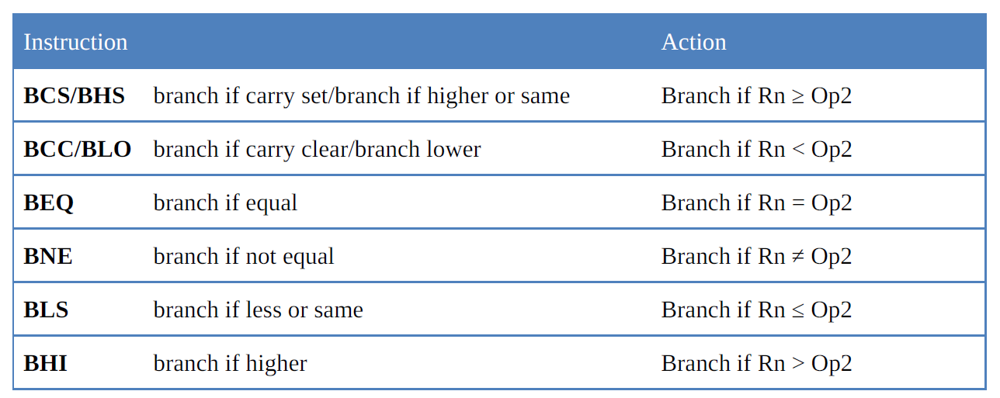 Instruction Action
BCS/BHS branch if carry set/branch if higher or same Branch if Rn ≥ Op2
BCC/BLO branch if carry clear/branch lower Branch if Rn < Op2
BEQ branch if equal Branch if Rn = Op2
BNE branch if not equal Branch if Rn ≠ Op2
BLS branch if less or same Branch if Rn ≤ Op2
BHI branch if higher Branch if Rn > Op2